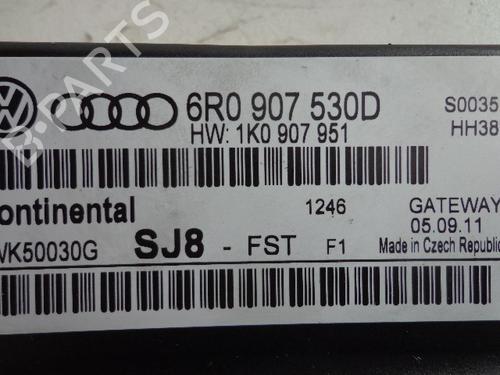 6R0 907 530D
S0035
HW: 1K0 907 951
HH38
ontinental
1246
GATEWAY
05.09.11
WK50030G
SJ8 - FST F1
Made in Czech Republic
B-PARTS